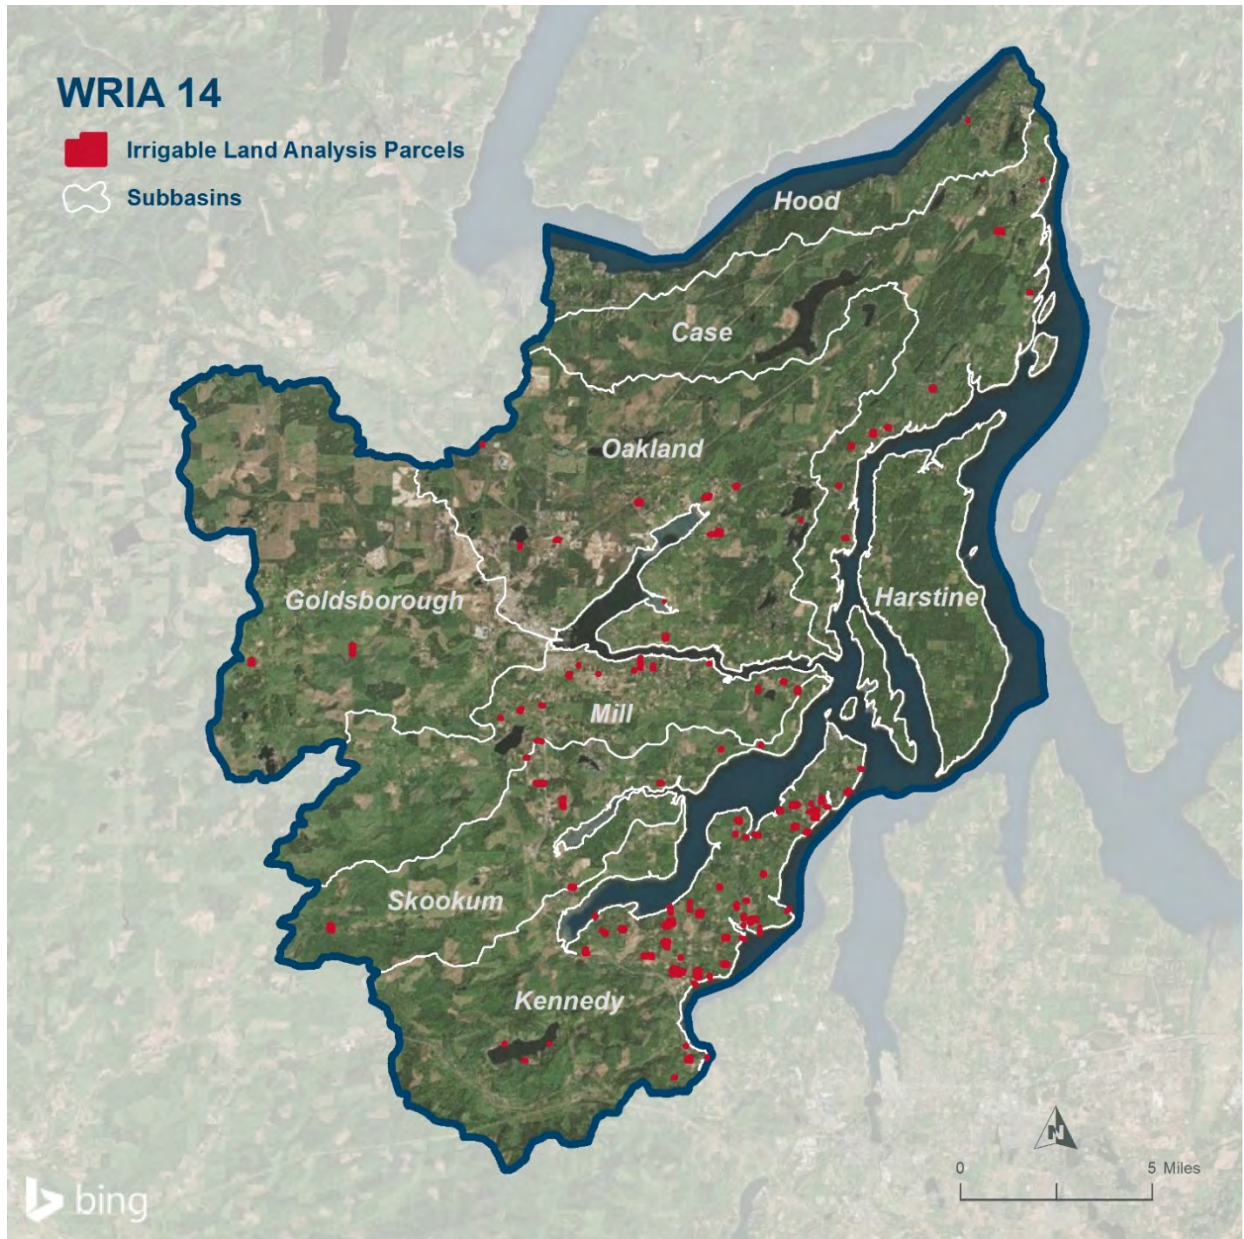 WRIA 14
Irrigable Land Analysis Parcels
Subbasins
Hood
Case
Oakland
Goldsborough
Harstine
Mill
Skookum
Kennedy
N
0 5 Miles
bing